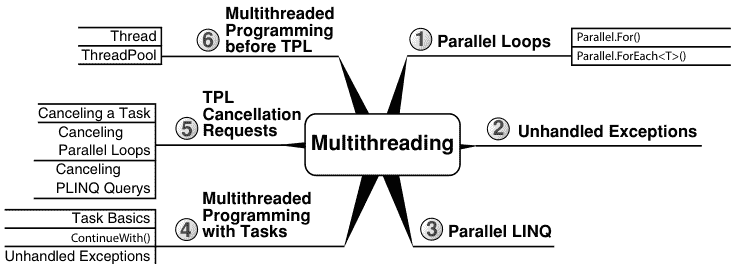 Multithreading
1 Parallel Loops
Parallel.For()
Parallel.ForEach<T>()
2 Unhandled Exceptions
3 Parallel LINQ
4 Multithreaded
Programming
with Tasks
Task Basics
ContinueWith()
Unhandled Exceptions
5 TPL
Cancellation
Requests
Canceling a Task
Canceling
Parallel Loops
Canceling
PLINQ Querys
6 Multithreaded
Programming
before TPL
Thread
ThreadPool